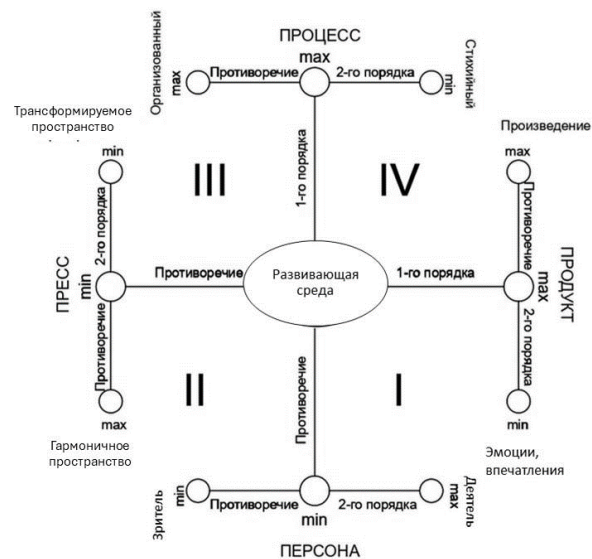 ПРОЦЕСС
max
Организованный
max
Противоречие
2-го порядка
min
Стихийный
Трансформируемое
пространство
min
Произведение
max
1-го порядка
III
IV
2-го порядка
Противоречие
ПРЕСС
min
Противоречие
Развивающая
среда
1-го порядка
max
ПРОДУКТ
Противоречие
2-го порядка
max
Гармоничное
пространство
II
I
Противоречие
min
Эмоции,
впечатления
Зритель
min
Противоречие
2-го порядка
max
Деятель
min
ПЕРСОНА